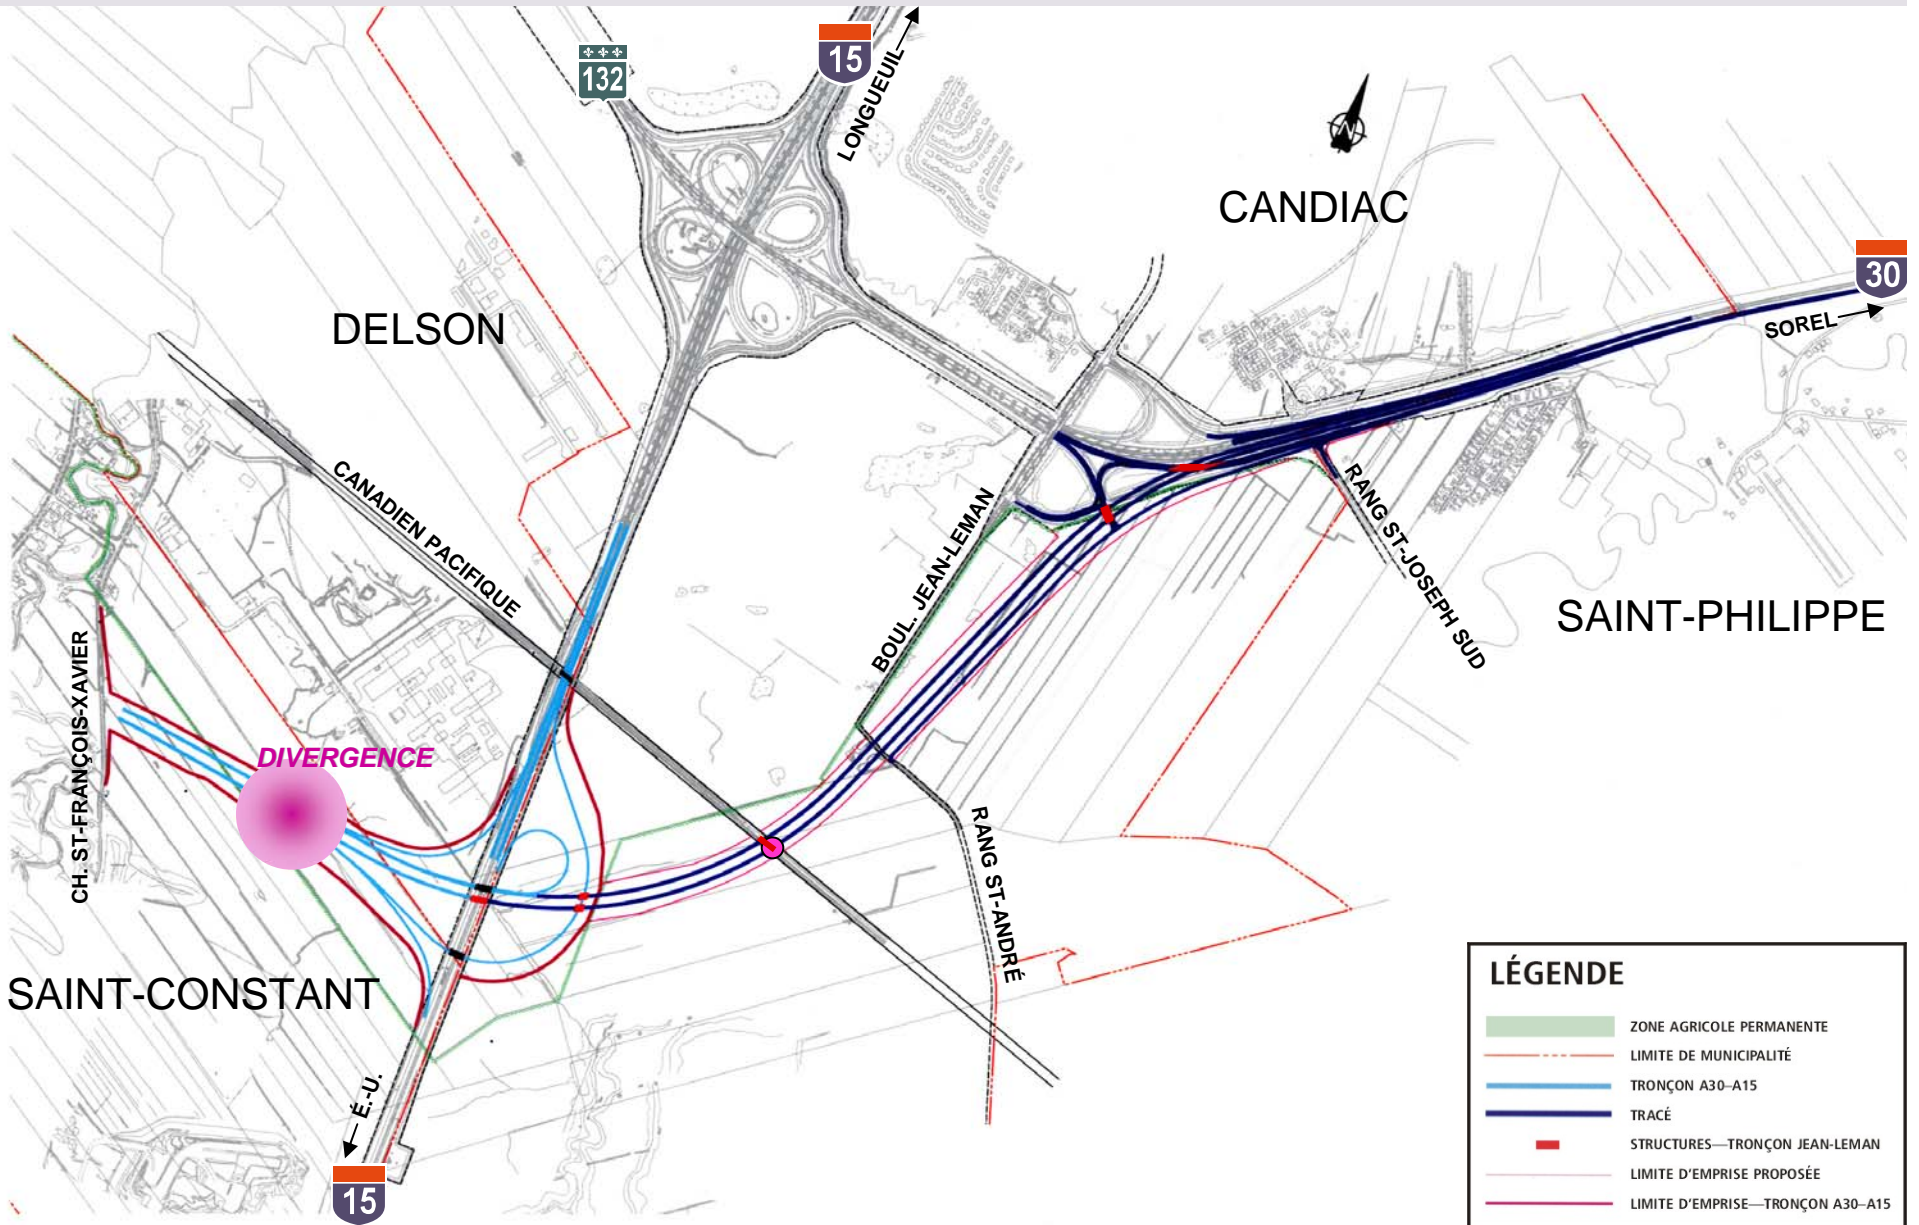 132
15
LONGUEUIL
N
CANDIAC
30
SOREL
DELSON
CANADIEN PACIFIQUE
BOUL. JEAN-LEMAN
RANG ST-JOSEPH SUD
SAINT-PHILIPPE
CH. ST-FRANÇOIS-XAVIER
DIVERGENCE
RANG ST-ANDRÉ
SAINT-CONSTANT
É.-U.
15
LÉGENDE
ZONE AGRICOLE PERMANENTE
LIMITE DE MUNICIPALITÉ
TRONÇON A30–A15
TRACÉ
STRUCTURES—TRONÇON JEAN-LEMAN
LIMITE D'EMPRISE PROPOSÉE
LIMITE D'EMPRISE—TRONÇON A30–A15